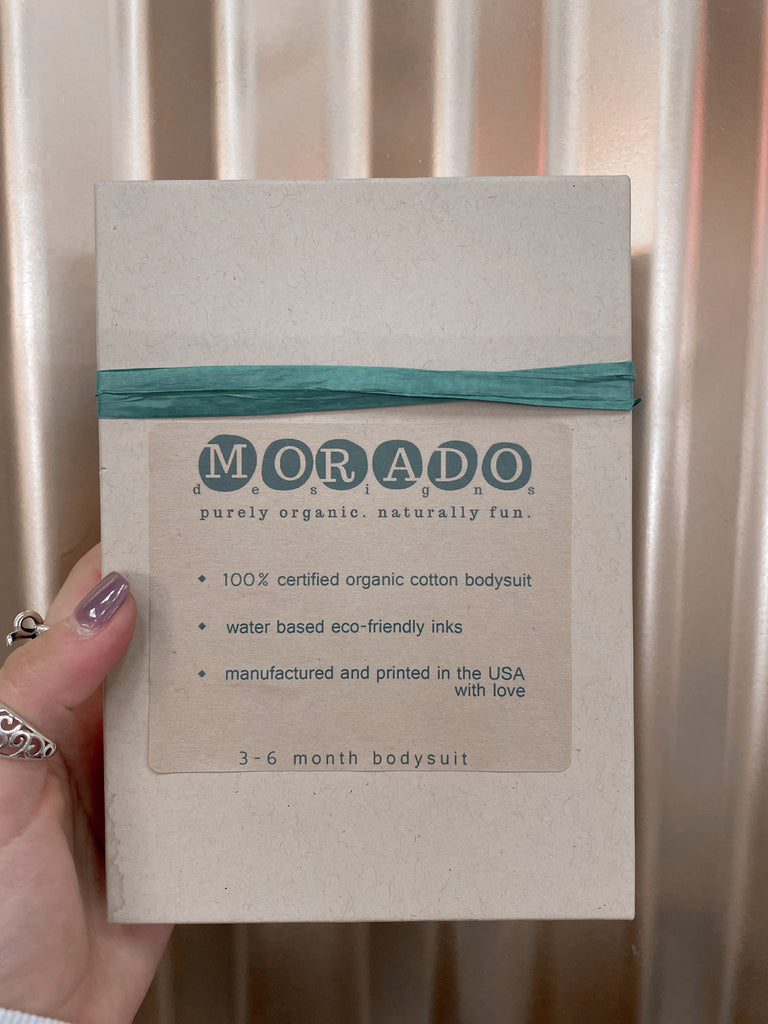 MORADO
designs
purely organic. naturally fun.
◆ 100% certified organic cotton bodysuit
◆ water based eco-friendly inks
◆ manufactured and printed in the USA
with love
3-6 month bodysuit